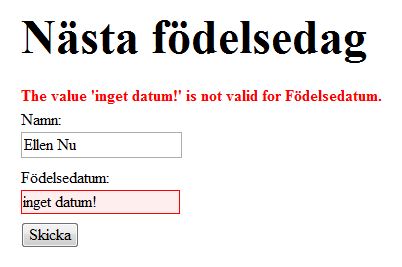 Nästa födelsedag
The value 'inget datum!' is not valid for Födelsedatum.
Namn:
Ellen Nu
Födelsedatum:
inget datum!
Skicka